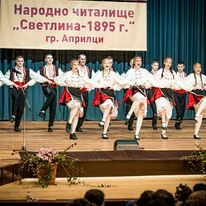 Народно читалище
„Светлина-1895 г.“
гр. Априлци